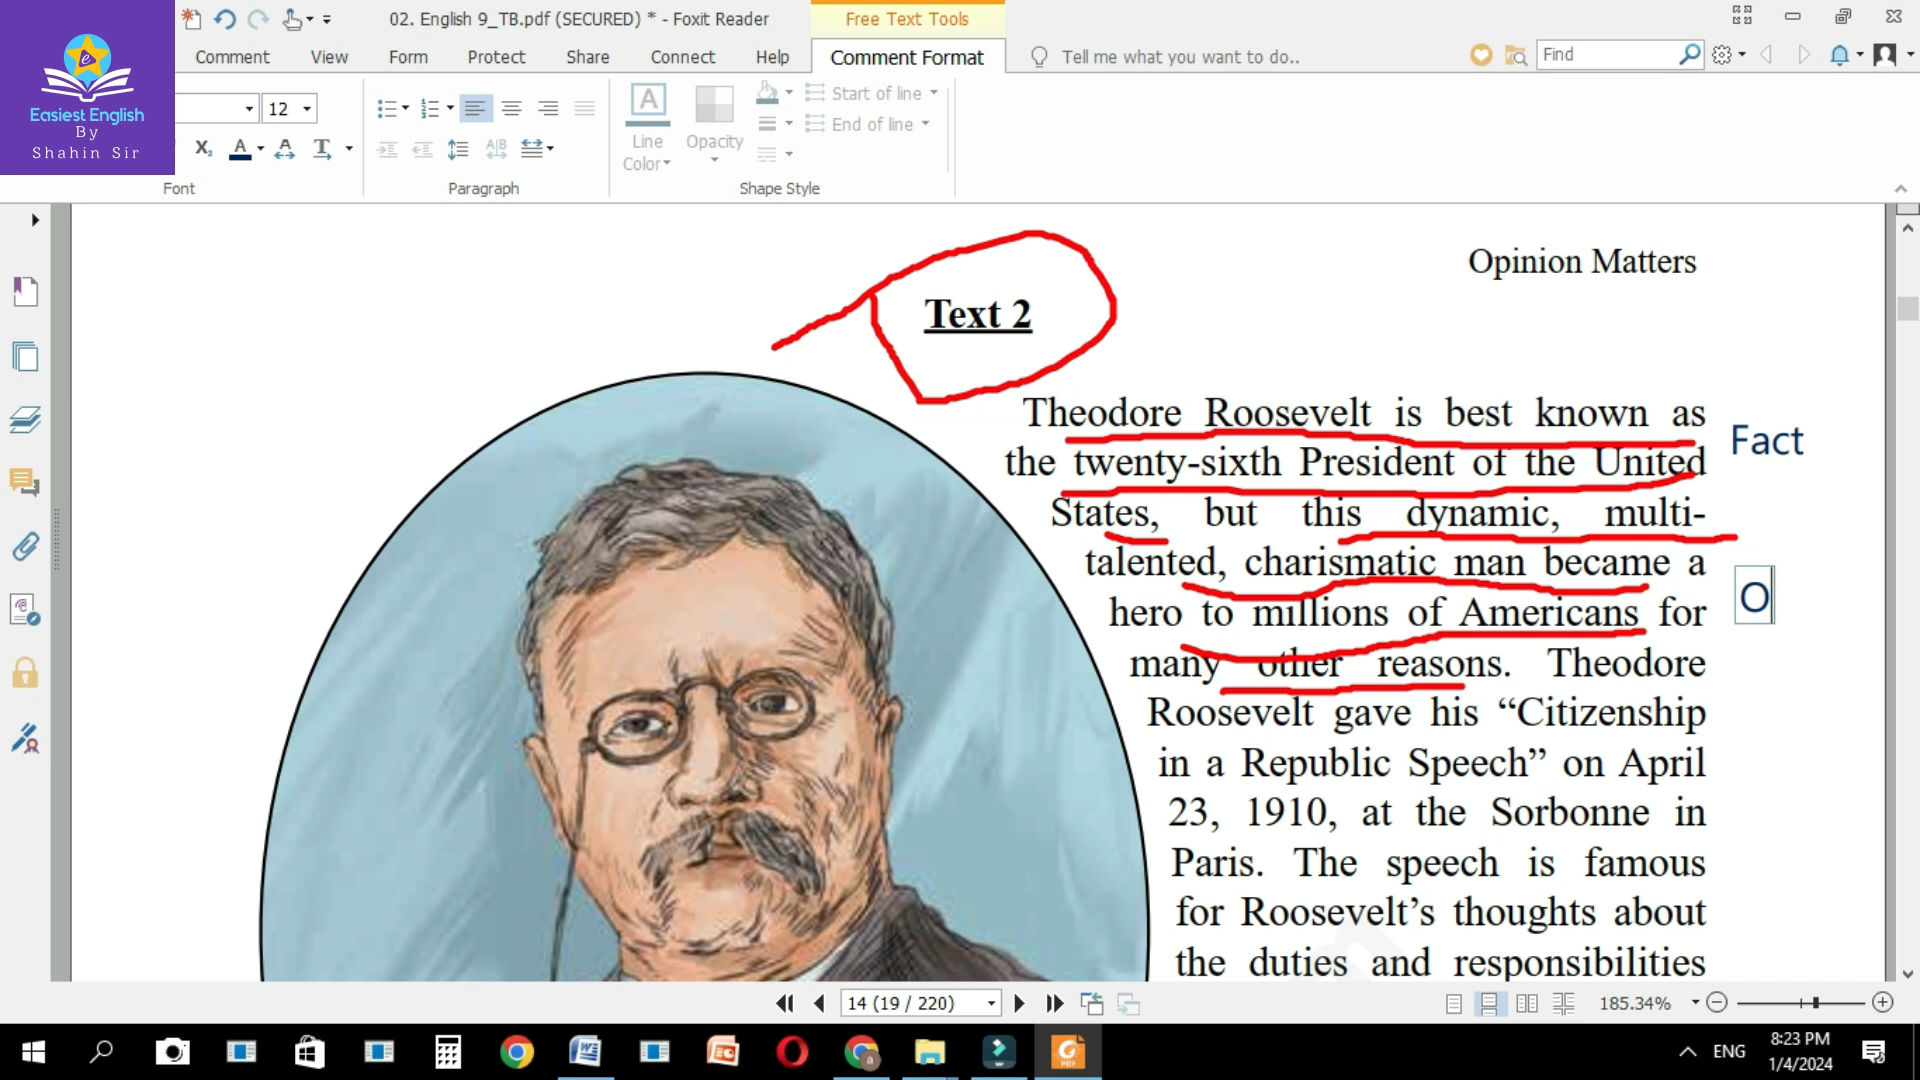 02. English 9_TB.pdf (SECURED) * - Foxit Reader
Free Text Tools
Comment
View
Form
Protect
Share
Connect
Help
Comment Format
Tell me what you want to do..
Find
Easiest English
By
Shahin Sir
12
Start of line
End of line
Line
Color
Opacity
Font
Paragraph
Shape Style
Opinion Matters
Text 2
Theodore Roosevelt is best known as
the twenty-sixth President of the United
States, but this dynamic, multi-
talented, charismatic man became a
hero to millions of Americans for
many other reasons. Theodore
Roosevelt gave his “Citizenship
in a Republic Speech” on April
23, 1910, at the Sorbonne in
Paris. The speech is famous
for Roosevelt’s thoughts about
the duties and responsibilities
Fact
O
14 (19 / 220)
185.34%
ENG
8:23 PM
1/4/2024